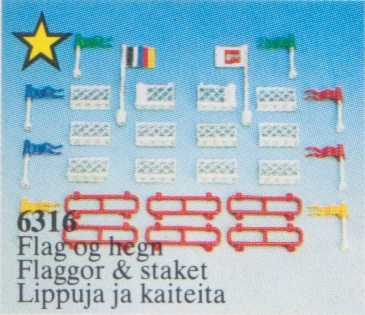 6316
Flag og hegn
Flaggor & staket
Lippuja ja kaiteita